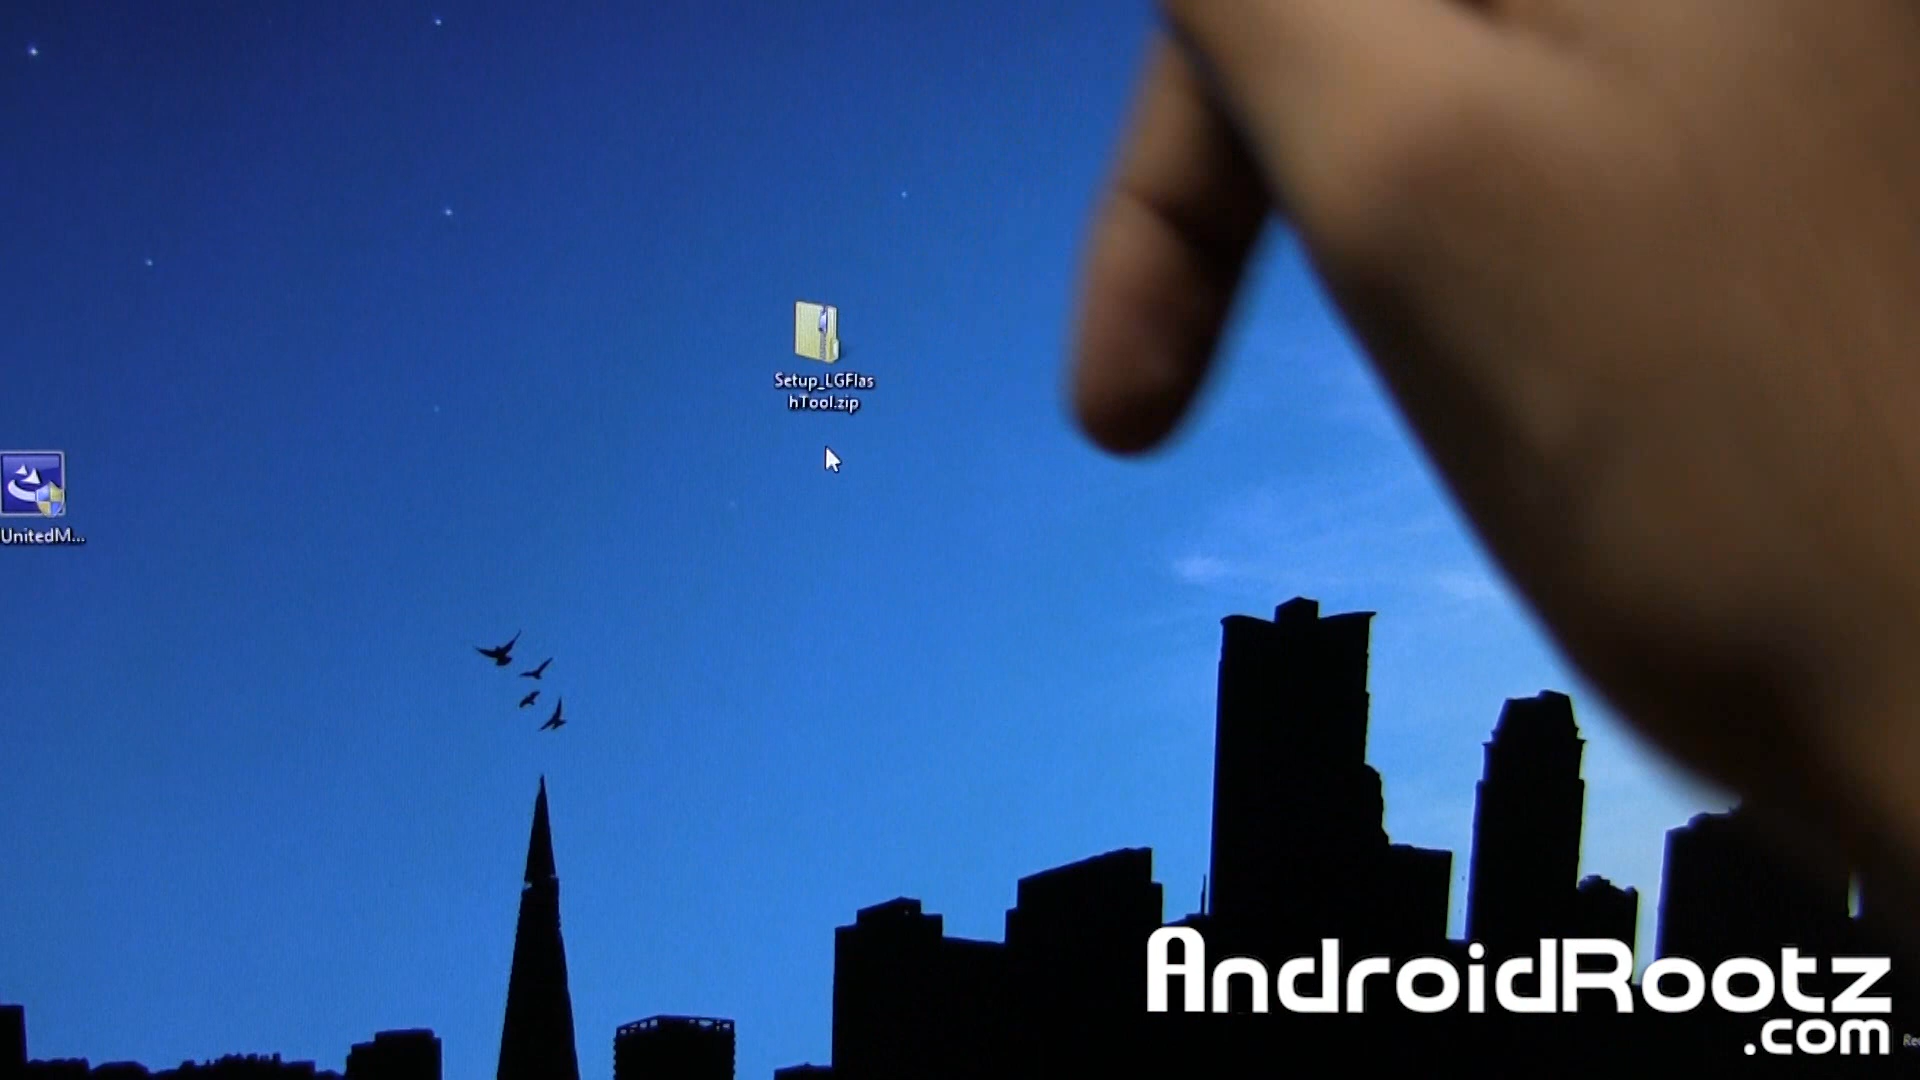 Setup_LGFlas
hTool.zip
UnitedM...
AndroidRootz
.com